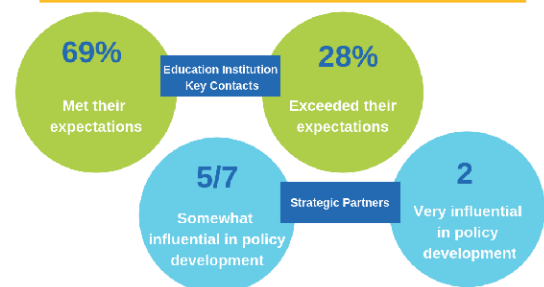 69%
Met their
expectations
Education Institution
Key Contacts
28%
Exceeded their
expectations
5/7
Somewhat
influential in policy
development
Strategic Partners
2
Very influential
in policy
development